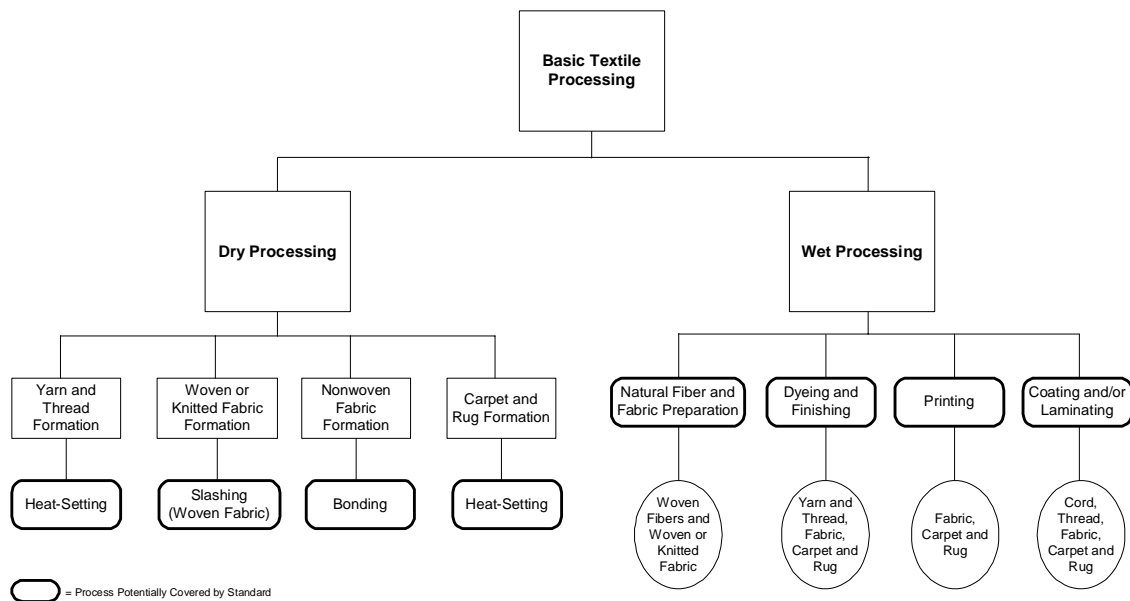 Basic Textile
Processing
Dry Processing
Wet Processing
Yarn and
Thread
Formation
Woven or
Knitted Fabric
Formation
Nonwoven
Fabric
Formation
Carpet and
Rug Formation
Natural Fiber and
Fabric Preparation
Dyeing and
Finishing
Printing
Coating and/or
Laminating
Heat-Setting
Slashing
(Woven Fabric)
Bonding
Heat-Setting
Woven
Fibers and
Woven or
Knitted
Fabric
Yarn and
Thread,
Fabric,
Carpet and
Rug
Fabric,
Carpet and
Rug
Cord,
Thread,
Fabric,
Carpet and
Rug
= Process Potentially Covered by Standard